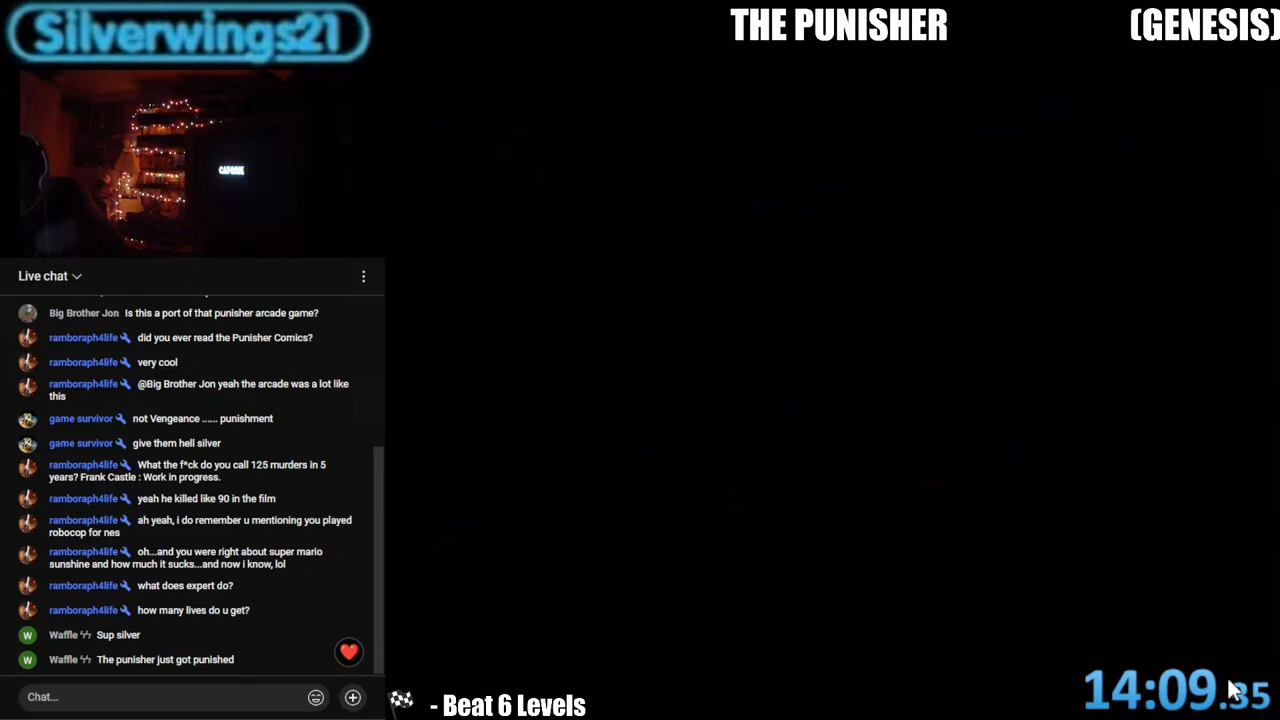 Silverwings21
THE PUNISHER (GENESIS)
CAPCOM
Live chat
Big Brother Jon Is this a port of that punisher arcade game?
ramboraph4life did you ever read the Punisher Comics?
ramboraph4life very cool
ramboraph4life @Big Brother Jon yeah the arcade was a lot like
this
game survivor not Vengeance ...... punishment
game survivor give them hell silver
ramboraph4life What the f*ck do you call 125 murders in 5
years? Frank Castle : Work in progress.
ramboraph4life yeah he killed like 90 in the film
ramboraph4life ah yeah, i do remember u mentioning you played
robocop for nes
ramboraph4life oh...and you were right about super mario
sunshine and how much it sucks...and now i know, lol
ramboraph4life what does expert do?
ramboraph4life how many lives do u get?
W Waffle ϟϟ Sup silver
W Waffle ϟϟ The punisher just got punished
Chat...
- Beat 6 Levels
14:09.35